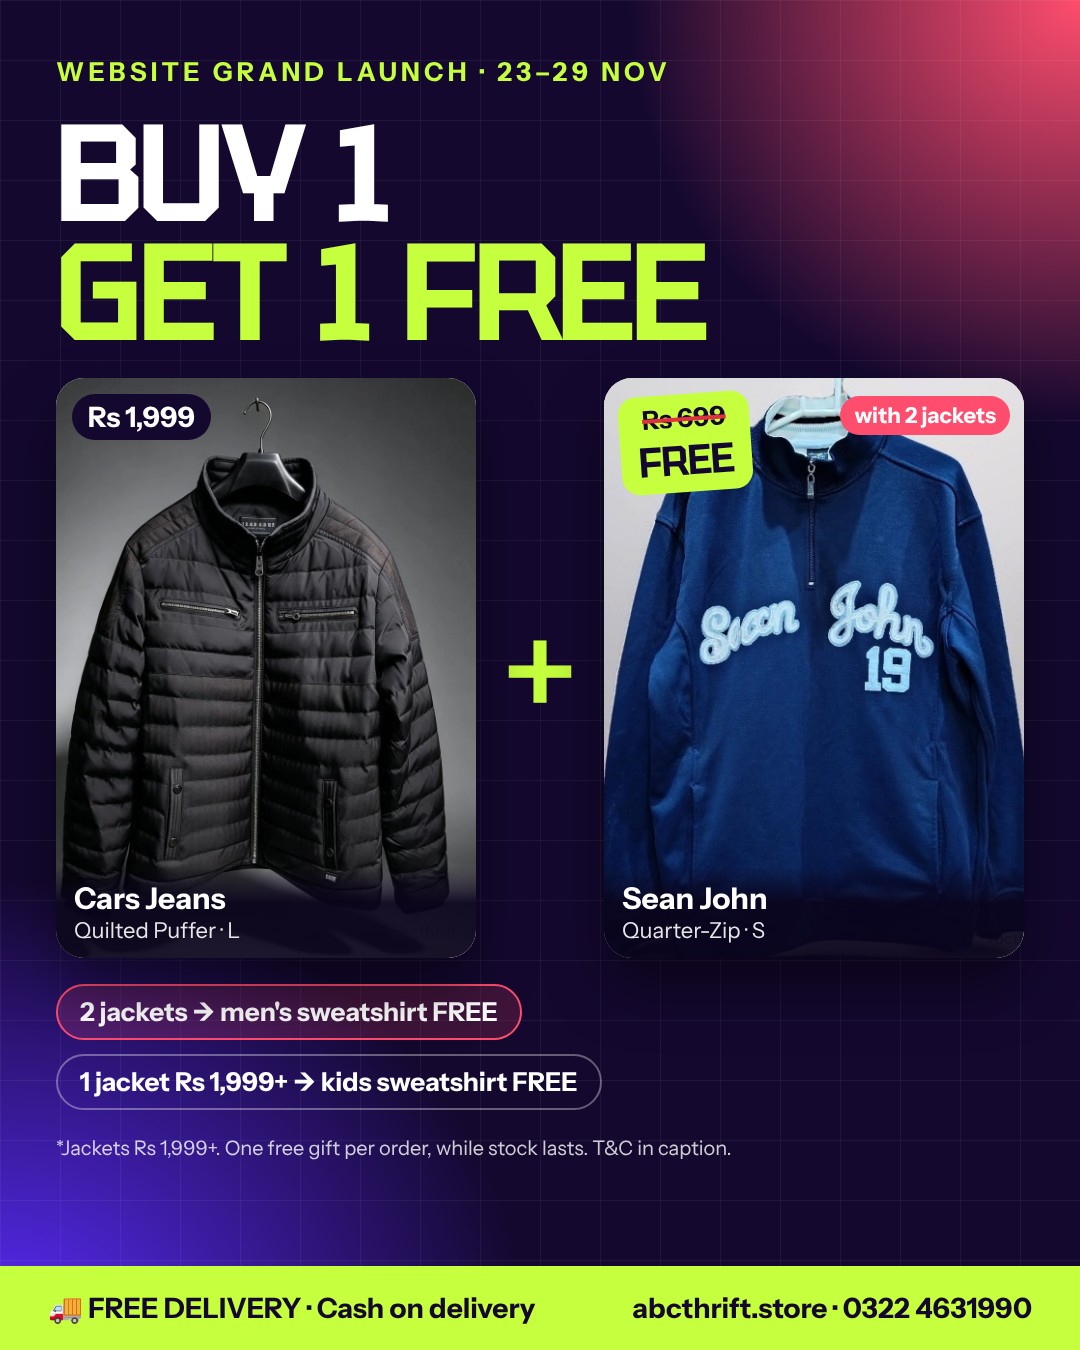 WEBSITE GRAND LAUNCH · 23–29 NOV
BUY 1
GET 1 FREE
Rs 1,999
Rs 699
FREE
with 2 jackets
Sean John
19
+
Cars Jeans
Quilted Puffer · L
Sean John
Quarter-Zip · S
2 jackets → men's sweatshirt FREE
1 jacket Rs 1,999+ → kids sweatshirt FREE
*Jackets Rs 1,999+. One free gift per order, while stock lasts. T&C in caption.
🚚 FREE DELIVERY · Cash on delivery
abcthrift.store · 0322 4631990